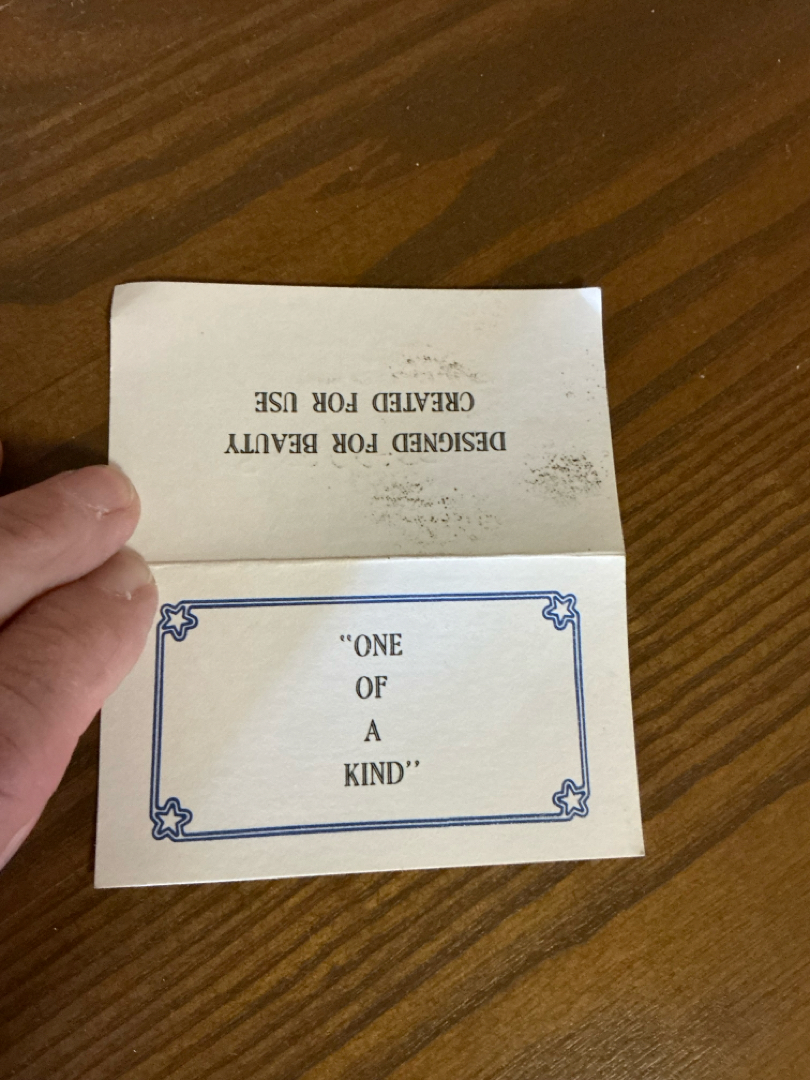 DESIGNED FOR BEAUTY
CREATED FOR USE
"ONE
OF
A
KIND"